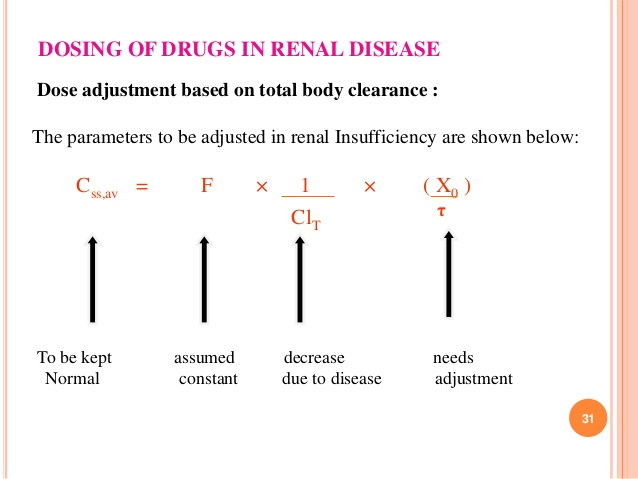 DOSING OF DRUGS IN RENAL DISEASE
Dose adjustment based on total body clearance :
The parameters to be adjusted in renal Insufficiency are shown below:
Css,av = F × 1 × ( X0 )
ClT τ
To be kept assumed decrease needs
Normal constant due to disease adjustment
31